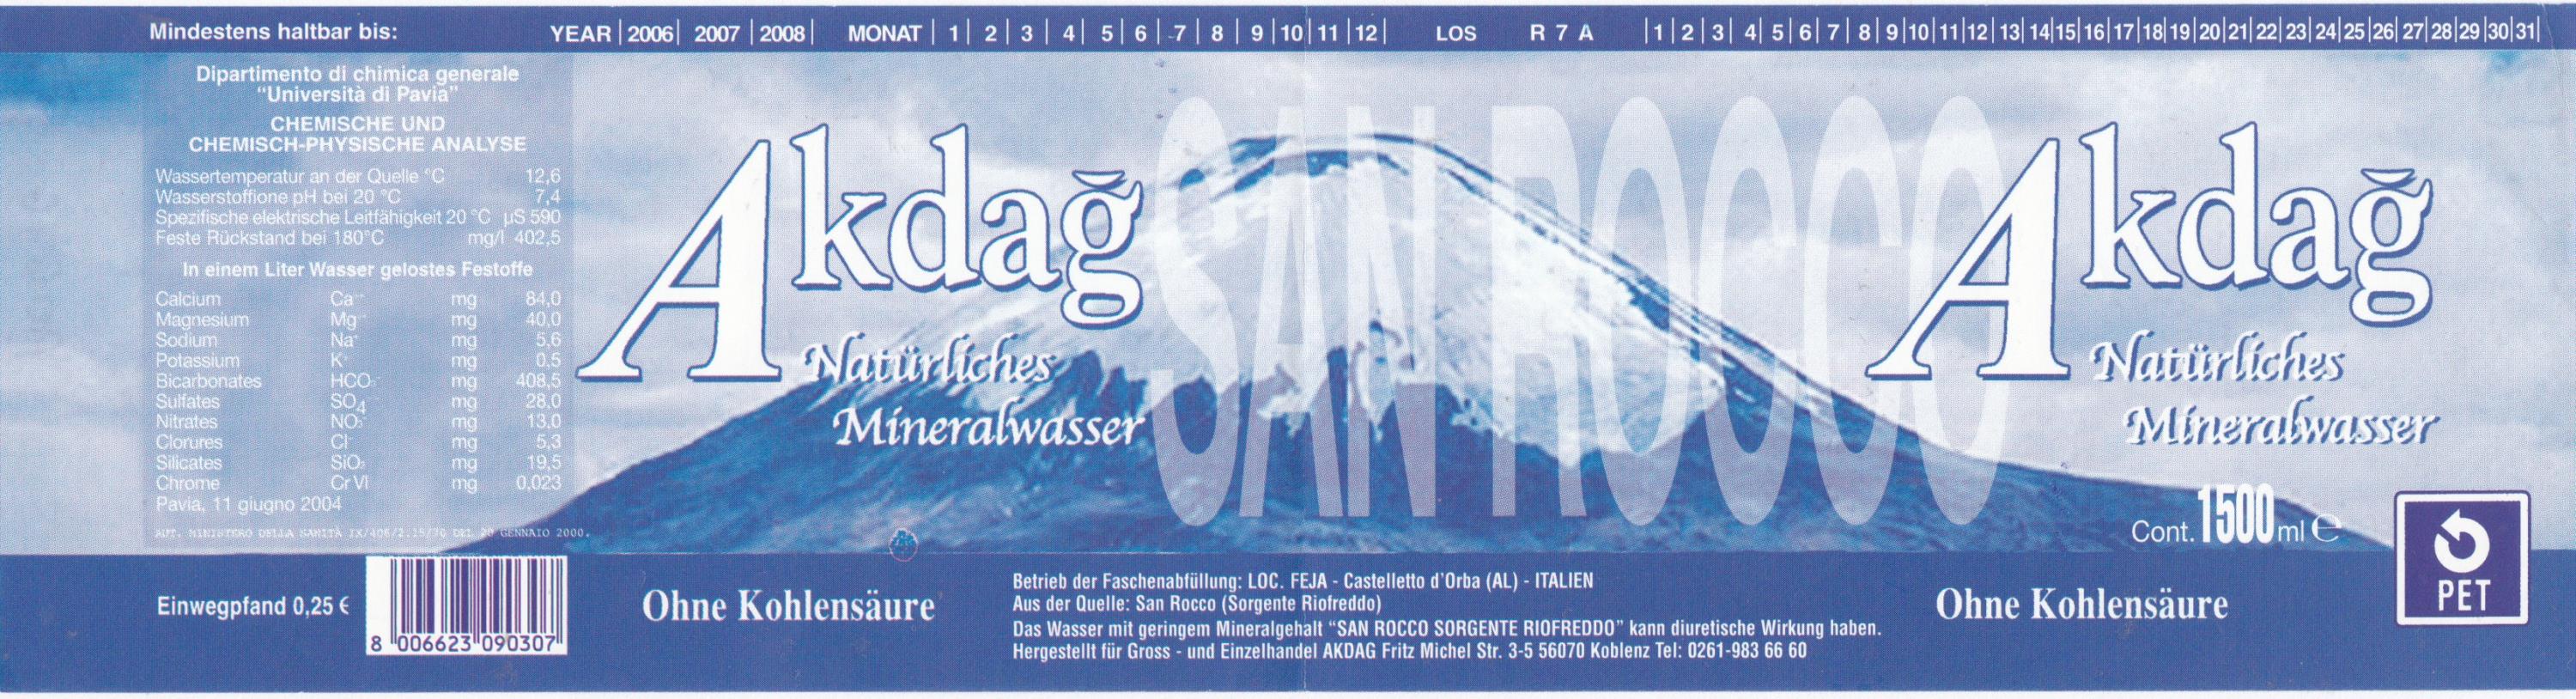 Mindestens haltbar bis: YEAR | 2006 | 2007 | 2008 | MONAT | 1 | 2 | 3 | 4 | 5 | 6 | 7 | 8 | 9 | 10 | 11 | 12 | LOS R 7 A | 1 | 2 | 3 | 4 | 5 | 6 | 7 | 8 | 9 | 10 | 11 | 12 | 13 | 14 | 15 | 16 | 17 | 18 | 19 | 20 | 21 | 22 | 23 | 24 | 25 | 26 | 27 | 28 | 29 | 30 | 31 |
Dipartimento di chimica generale
"Università di Pavia"
CHEMISCHE UND
CHEMISCH-PHYSISCHE ANALYSE
Wassertemperatur an der Quelle °C 12,6
Wasserstoffione pH bei 20 °C 7,4
Spezifische elektrische Leitfähigkeit 20 °C µS 590
Feste Rückstand bei 180°C mg/l 402,5
In einem Liter Wasser gelostes Festoffe
Calcium Ca++ mg 84,0
Magnesium Mg mg 40,0
Sodium Na+ mg 5,6
Potassium K+ mg 0,5
Bicarbonates HCO3- mg 408,5
Sulfates SO4 mg 28,0
Nitrates NO3- mg 13,0
Clorures Cl- mg 5,3
Silicates SiO2 mg 19,5
Chrome Cr VI mg 0,023
Pavia, 11 giugno 2004
AUT. MINISTERO DELLA SANITÀ DEL 20 GENNAIO 2000.
Einwegpfand 0,25 €
8 006623 090307
Akdağ
Natürliches
Mineralwasser
Ohne Kohlensäure
SAN ROCCO
Betrieb der Faschenabfüllung: LOC. FEJA - Castelletto d'Orba (AL) - ITALIEN
Aus der Quelle: San Rocco (Sorgente Riofreddo)
Das Wasser mit geringem Mineralgehalt "SAN ROCCO SORGENTE RIOFREDDO" kann diuretische Wirkung haben.
Hergestellt für Gross - und Einzelhandel AKDAG Fritz Michel Str. 3-5 56070 Koblenz Tel: 0261-983 66 60
Akdağ
Natürliches
Mineralwasser
Cont. 1500 ml ℮
Ohne Kohlensäure
PET